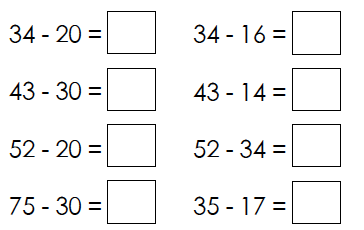 34 - 20 = 34 - 16 =
43 - 30 = 43 - 14 =
52 - 20 = 52 - 34 =
75 - 30 = 35 - 17 =